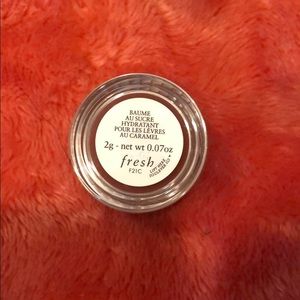 BAUME
AU SUCRE
HYDRATANT
POUR LES LÈVRES
AU CARAMEL
2g - net wt 0.07oz
fresh
F21C